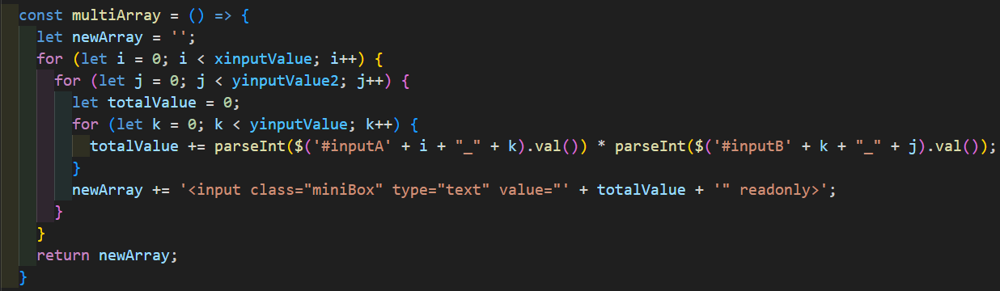 const multiArray = () => {
let newArray = '';
for (let i = 0; i < xinputValue; i++) {
for (let j = 0; j < yinputValue2; j++) {
let totalValue = 0;
for (let k = 0; k < yinputValue; k++) {
totalValue += parseInt($('#inputA' + i + "_" + k).val()) * parseInt($('#inputB' + k + "_" + j).val());
}
newArray += '<input class="miniBox" type="text" value="' + totalValue + '" readonly>';
}
}
return newArray;
}